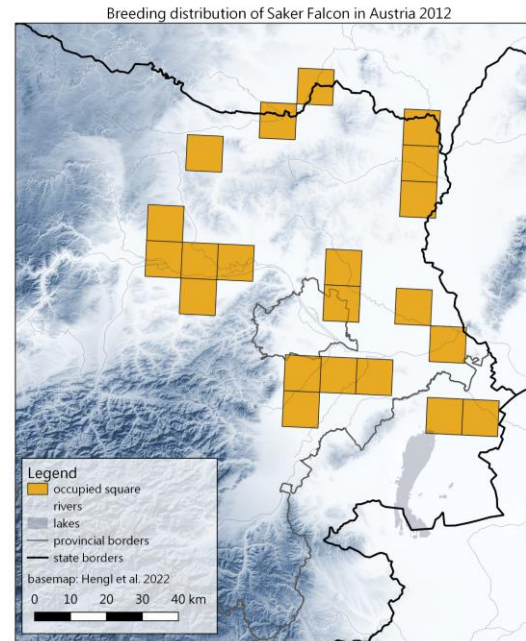 Breeding distribution of Saker Falcon in Austria 2012
Legend
occupied square
rivers
lakes
provincial borders
state borders
basemap: Hengl et al. 2022
0 10 20 30 40 km